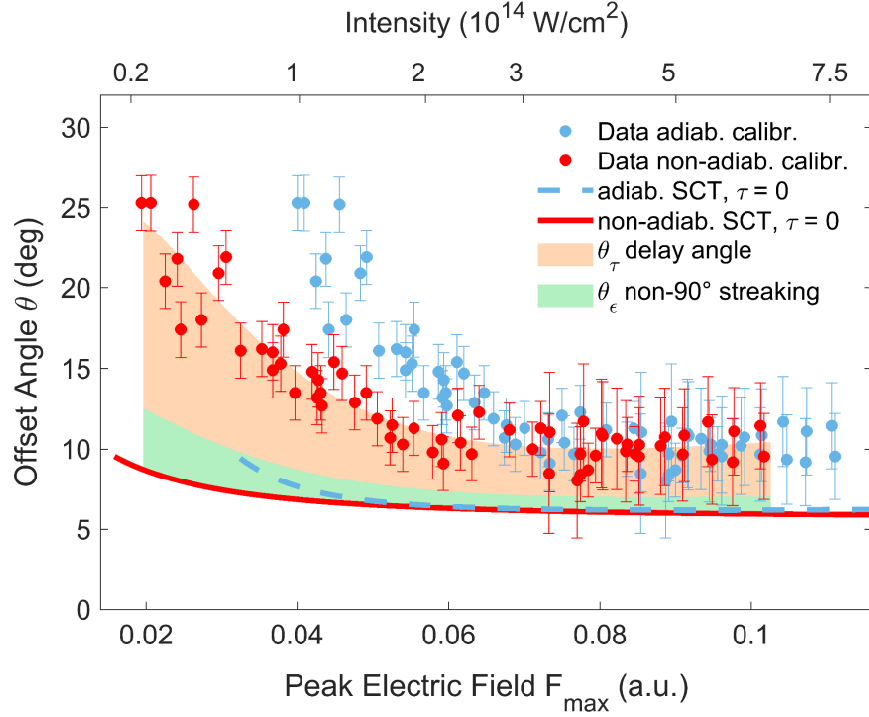 Intensity (10^14 W/cm^2)
0.2 1 2 3 5 7.5
30
25
20
15
10
5
0
Offset Angle θ (deg)
Data adiab. calibr.
Data non-adiab. calibr.
adiab. SCT, τ = 0
non-adiab. SCT, τ = 0
θ_τ delay angle
θ_ϵ non-90° streaking
0.02 0.04 0.06 0.08 0.1
Peak Electric Field F_max (a.u.)